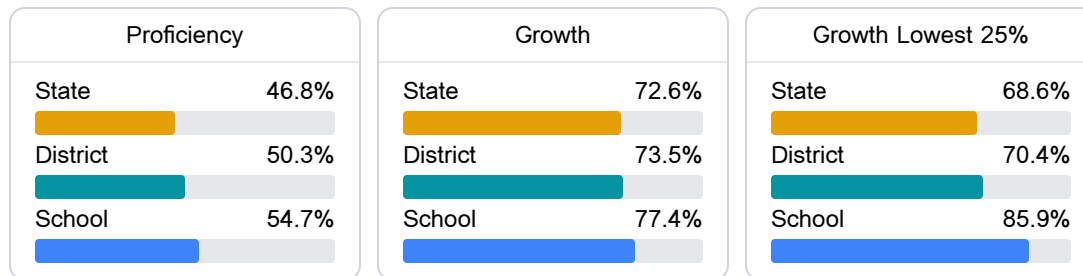 Proficiency
State 46.8%
District 50.3%
School 54.7%
Growth
State 72.6%
District 73.5%
School 77.4%
Growth Lowest 25%
State 68.6%
District 70.4%
School 85.9%